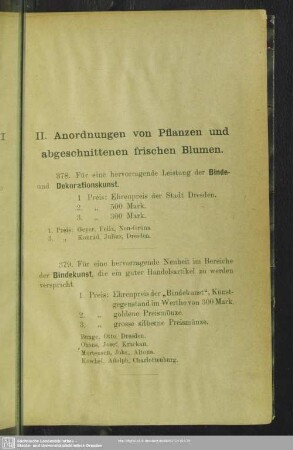 II. Anordnungen von Pflanzen und
abgeschnittenen frischen Blumen.
378. Für eine hervorragende Leistung der Binde-
und Dekorationskunst.
1 Preis: Ehrenpreis der Stadt Dresden.
2. „ 500 Mark.
3. „ 300 Mark.
1. Preis: Geyer, Felix, Neu-Gruna.
3. „ Konrad, Julius, Dresden.
379. Für eine hervorragende Neuheit im Bereiche
der Bindekunst, die ein guter Handelsartikel zu werden
verspricht.
1. Preis: Ehrenpreis der „Bindekunst“, Kunst-
gegenstand im Werthe von 300 Mark.
2. „ goldene Preismünze.
3. „ grosse silberne Preismünze.
Otto, Dresden.
Josef, Krakau.
Altona.
Adolph, Charlottenburg.